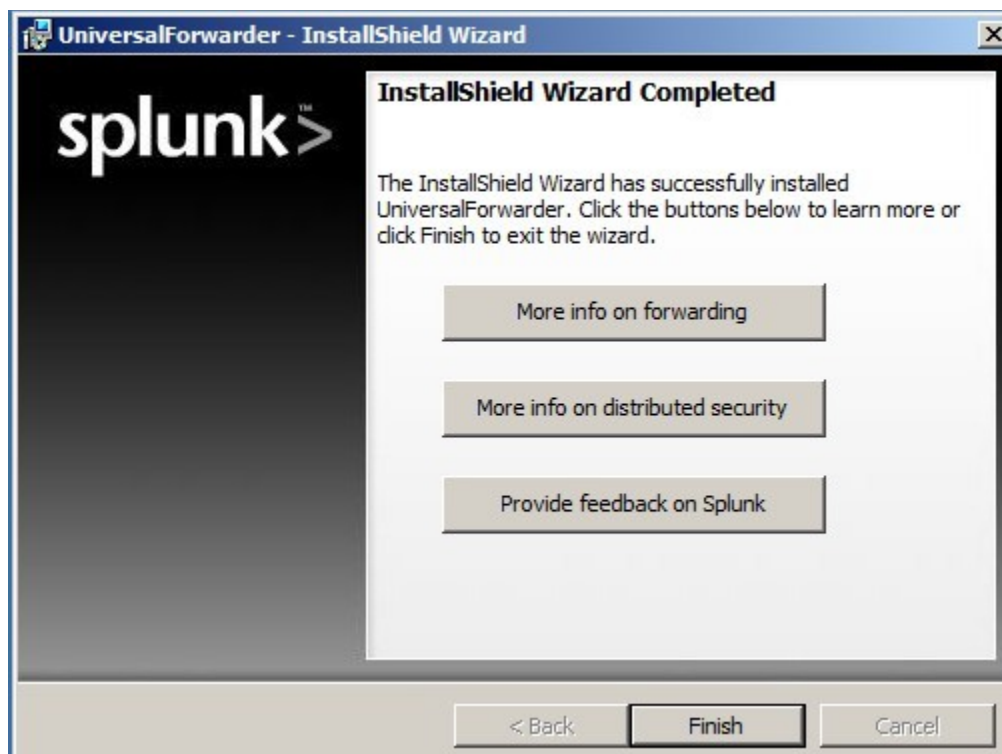 UniversalForwarder - InstallShield Wizard
splunk>™
InstallShield Wizard Completed
The InstallShield Wizard has successfully installed
UniversalForwarder. Click the buttons below to learn more or
click Finish to exit the wizard.
More info on forwarding
More info on distributed security
Provide feedback on Splunk
< Back
Finish
Cancel